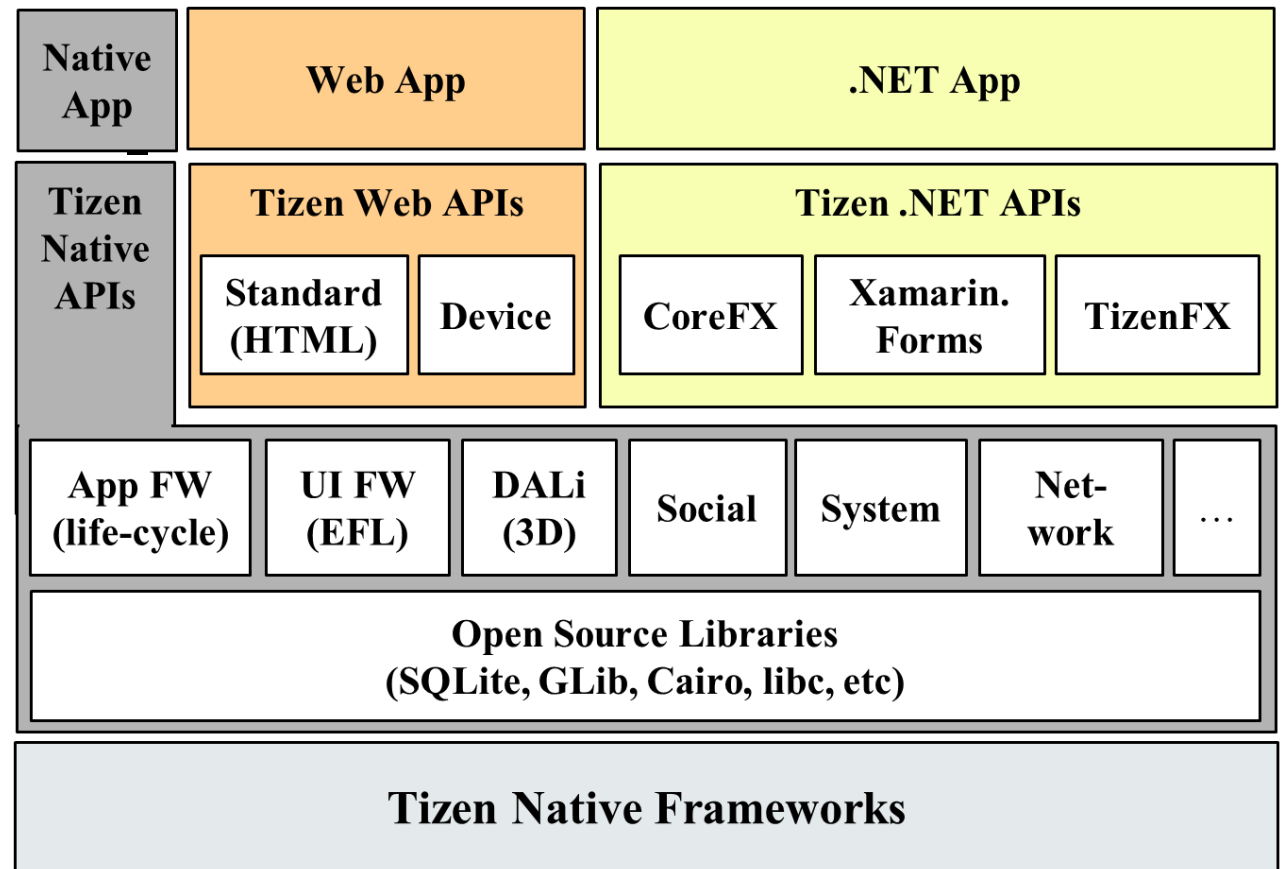 Native
App
Web App
.NET App
Tizen
Native
APIs
Tizen Web APIs
Standard
(HTML)
Device
Tizen .NET APIs
CoreFX
Xamarin.
Forms
TizenFX
App FW
(life-cycle)
UI FW
(EFL)
DALi
(3D)
Social
System
Net-
work
...
Open Source Libraries
(SQLite, GLib, Cairo, libc, etc)
Tizen Native Frameworks